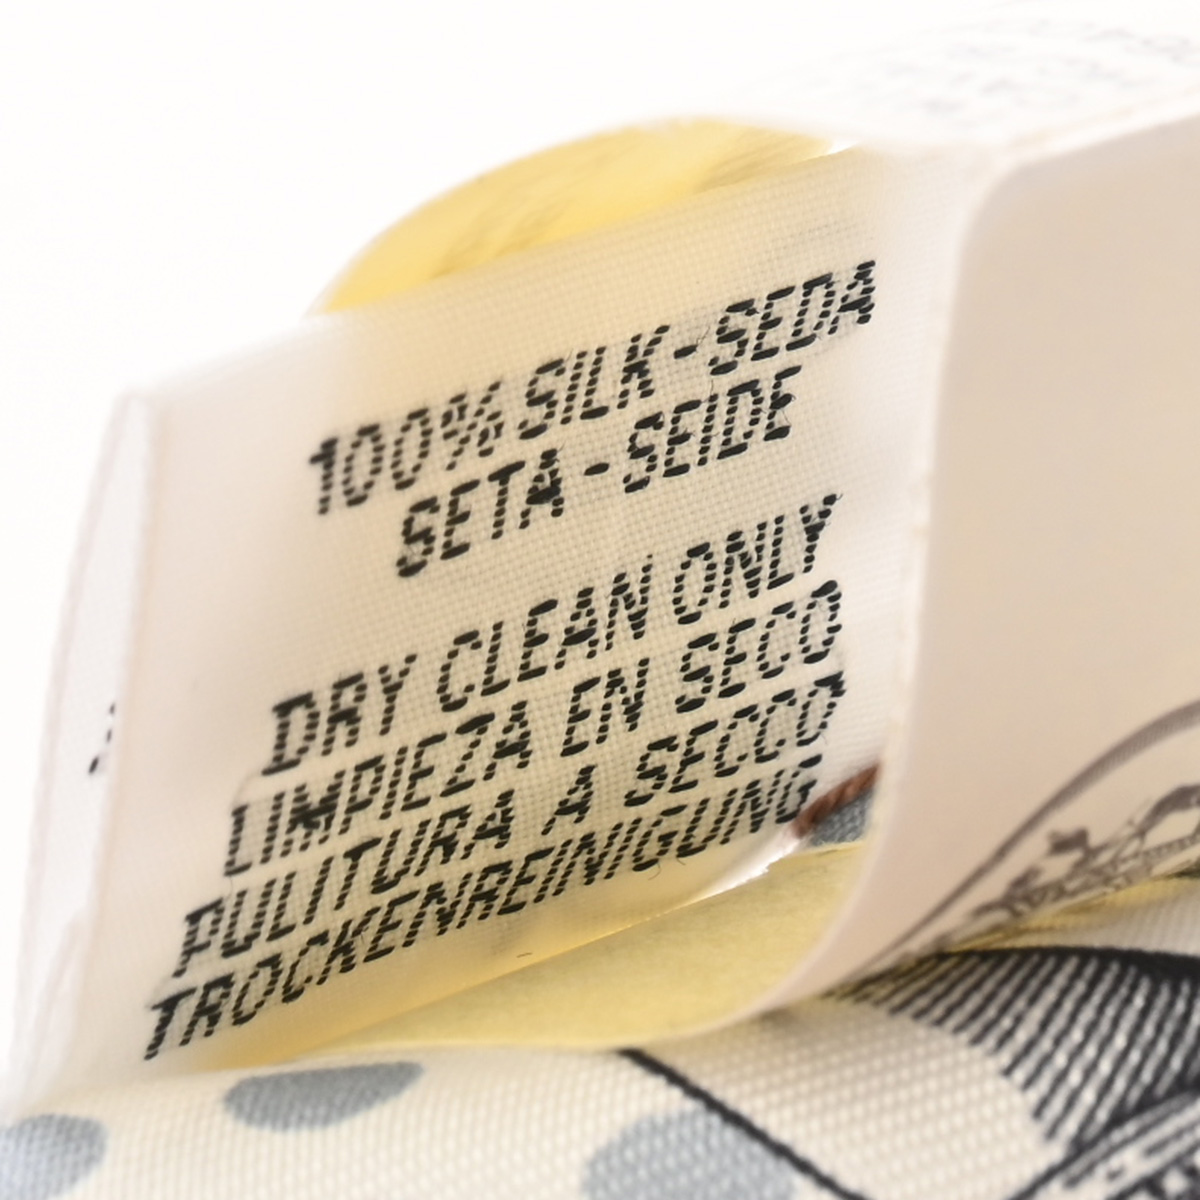 100% SILK - SEDA
SETA - SEIDE
DRY CLEAN ONLY
LIMPIEZA EN SECO
PULITURA A SECCO
TROCKENREINIGUNG